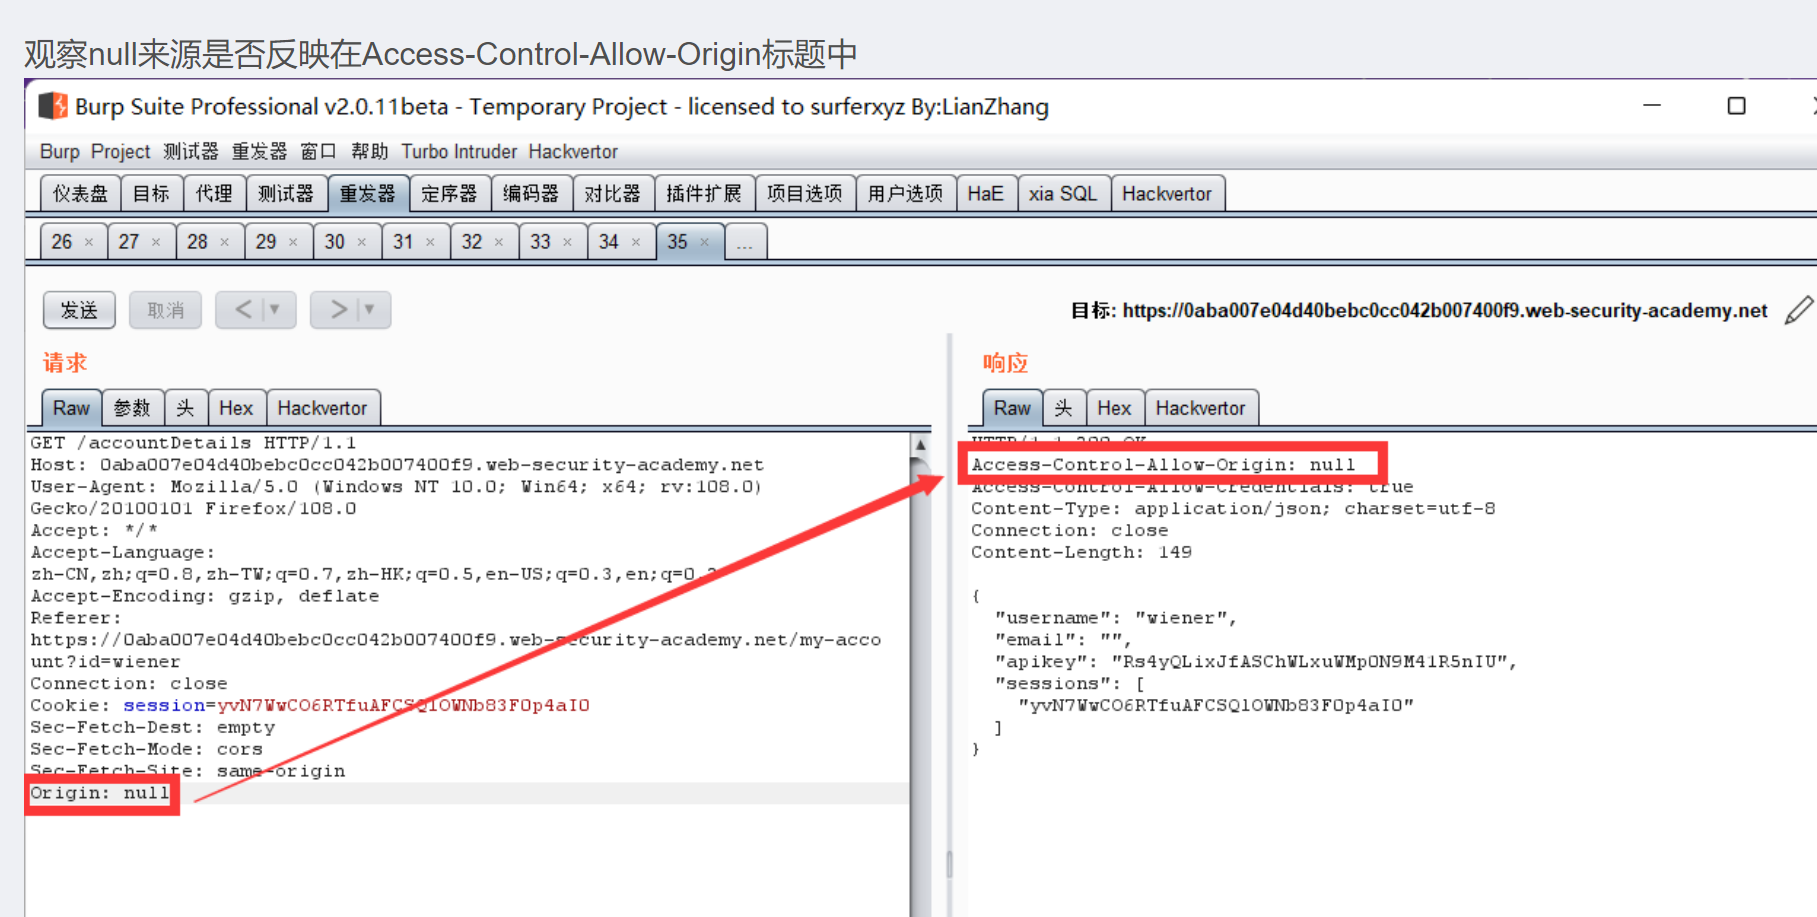 观察null来源是否反映在Access-Control-Allow-Origin标题中
Burp Suite Professional v2.0.11beta - Temporary Project - licensed to surferxyz By:LianZhang
Burp Project 测试器 重发器 窗口 帮助 Turbo Intruder Hackvertor
仪表盘 目标 代理 测试器 重发器 定序器 编码器 对比器 插件扩展 项目选项 用户选项 HaE xia SQL Hackvertor
26 × 27 × 28 × 29 × 30 × 31 × 32 × 33 × 34 × 35 × ...
发送 取消 < > 目标: https://0aba007e04d40bebc0cc042b007400f9.web-security-academy.net
请求
Raw 参数 头 Hex Hackvertor
GET /accountDetails HTTP/1.1
Host: 0aba007e04d40bebc0cc042b007400f9.web-security-academy.net
User-Agent: Mozilla/5.0 (Windows NT 10.0; Win64; x64; rv:108.0)
Gecko/20100101 Firefox/108.0
Accept: */*
Accept-Language:
zh-CN,zh;q=0.8,zh-TW;q=0.7,zh-HK;q=0.5,en-US;q=0.3,en;q=0.2
Accept-Encoding: gzip, deflate
Referer:
https://0aba007e04d40bebc0cc042b007400f9.web-security-academy.net/my-acco
unt?id=wiener
Connection: close
Cookie: session=yvN7WwCO6RTfuAFCSQlOWNb83FOp4aIO
Sec-Fetch-Dest: empty
Sec-Fetch-Mode: cors
Sec-Fetch-Site: same-origin
Origin: null
响应
Raw 头 Hex Hackvertor
HTTP/1.1 200 OK
Access-Control-Allow-Origin: null
Access-Control-Allow-Credentials: true
Content-Type: application/json; charset=utf-8
Connection: close
Content-Length: 149
{
"username": "wiener",
"email": "",
"apikey": "Rs4yQLixJfASChWLxuWMpON9M41R5nIU",
"sessions": [
"yvN7WwCO6RTfuAFCSQlOWNb83FOp4aIO"
]
}